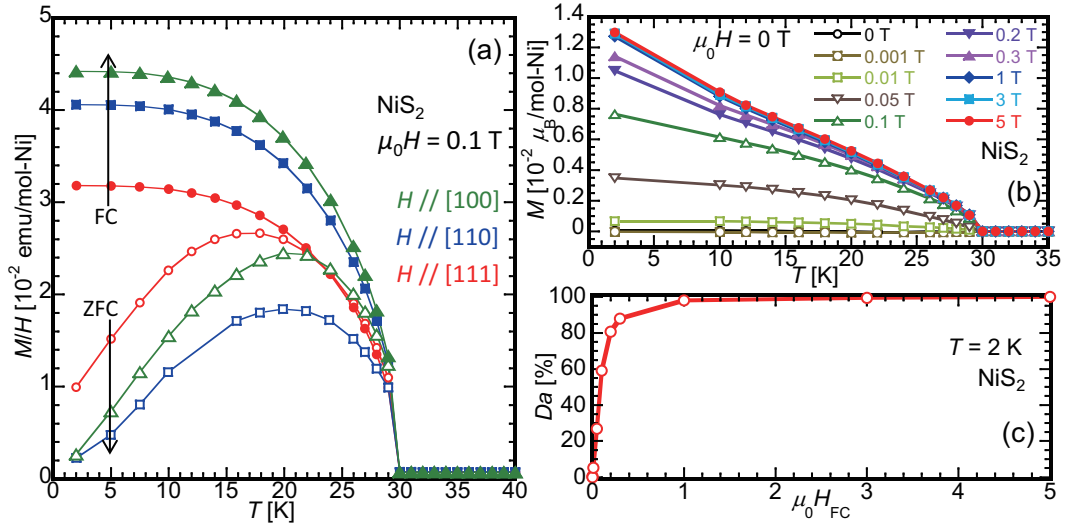 (a)
NiS2
μ0H = 0.1 T
H // [100]
H // [110]
H // [111]
FC
ZFC
M/H [10-2 emu/mol-Ni]
5
4
3
2
1
0
0 5 10 15 20 25 30 35 40
T [K]
μ0H = 0 T
0 T
0.001 T
0.01 T
0.05 T
0.1 T
0.2 T
0.3 T
1 T
3 T
5 T
NiS2
(b)
M [10-2 μB/mol-Ni]
1.4
1.2
1.0
0.8
0.6
0.4
0.2
0
0 5 10 15 20 25 30 35
T [K]
T = 2 K
NiS2
(c)
Da [%]
100
80
60
40
20
0
0 1 2 3 4 5
μ0HFC